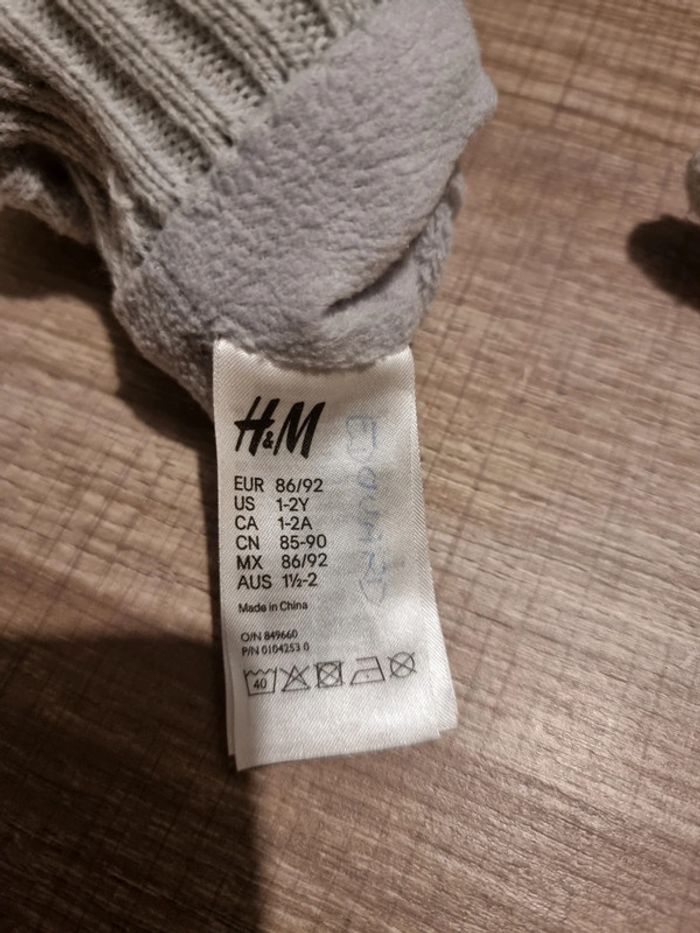 H&M
EUR 86/92
US 1-2Y
CA 1-2A
CN 85-90
MX 86/92
AUS 1½-2
Made in China
O/N 849660
P/N 0104253 0
40
EDOUARD